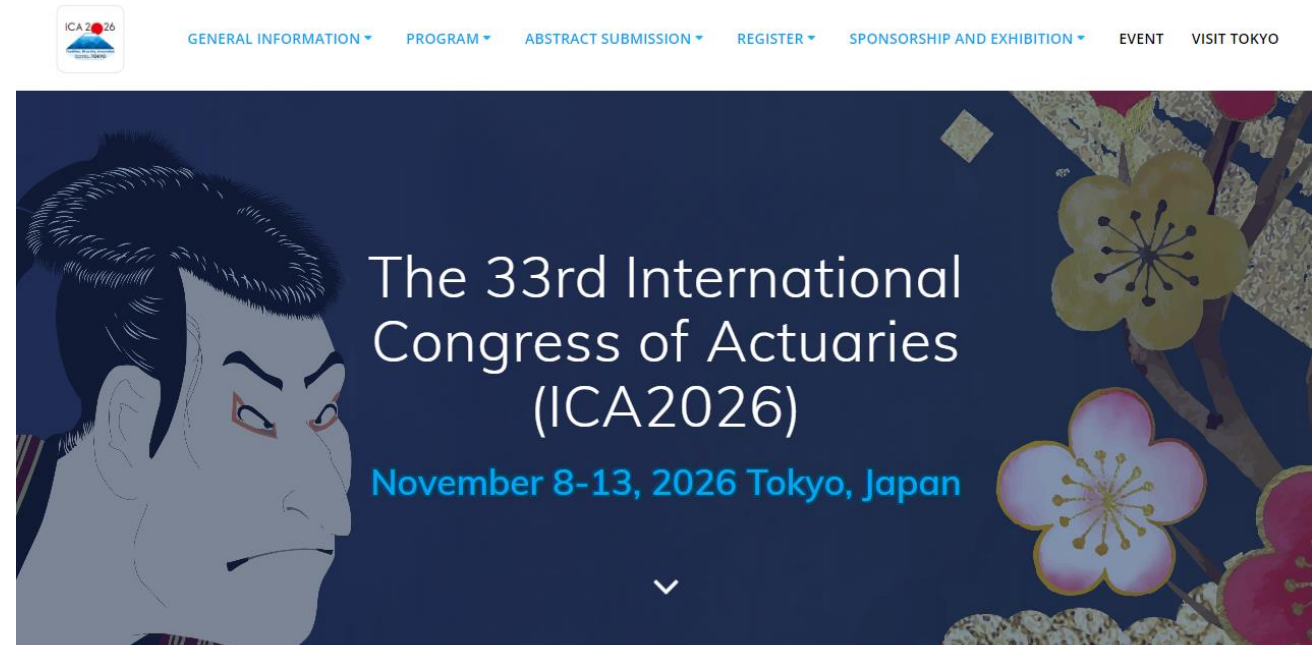 ICA 2026
GENERAL INFORMATION
PROGRAM
ABSTRACT SUBMISSION
REGISTER
SPONSORSHIP AND EXHIBITION
EVENT
VISIT TOKYO
The 33rd International
Congress of Actuaries
(ICA2026)
November 8-13, 2026 Tokyo, Japan